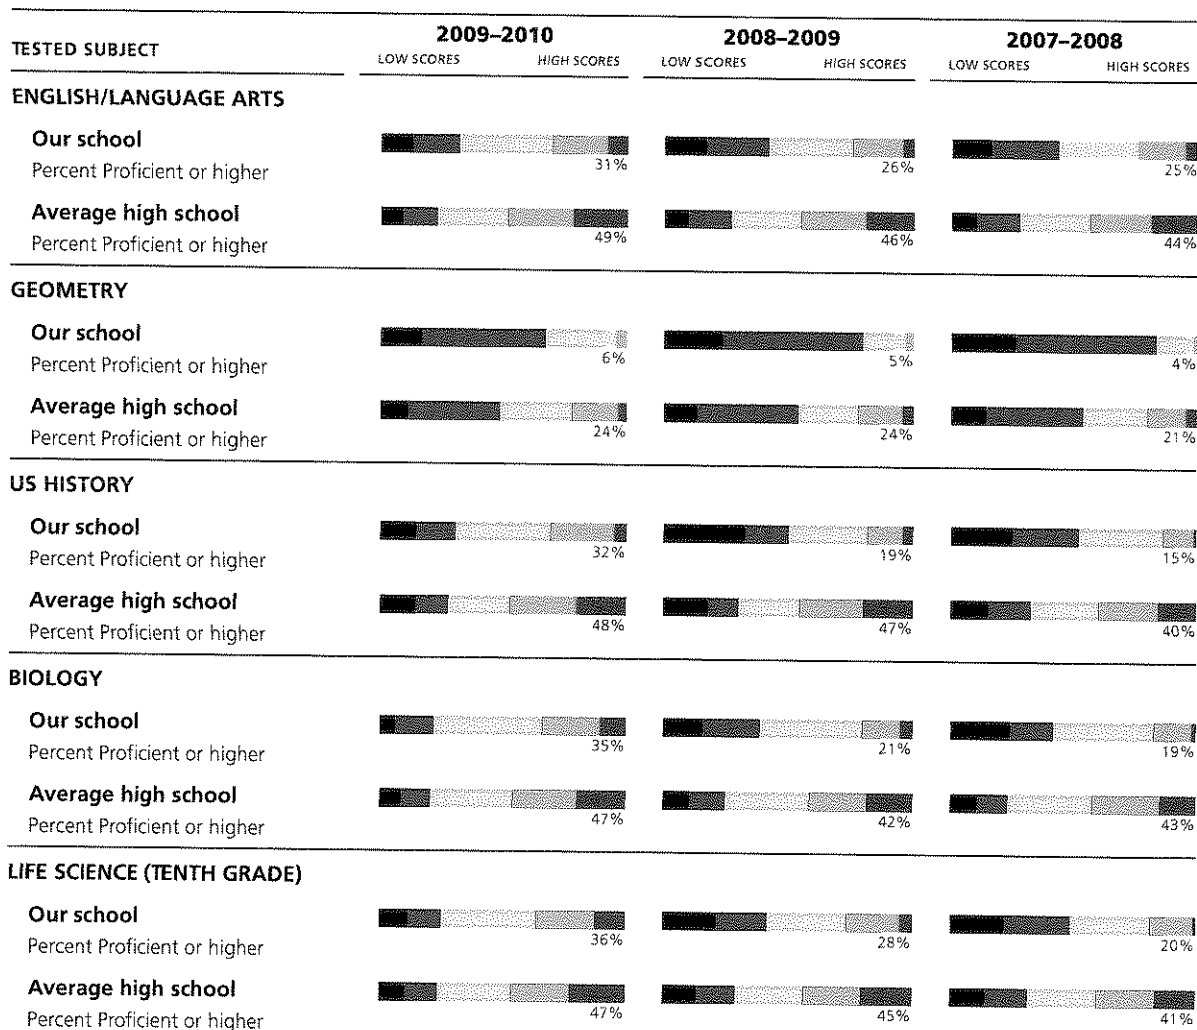 2009–2010 2008–2009 2007–2008
TESTED SUBJECT LOW SCORES HIGH SCORES LOW SCORES HIGH SCORES LOW SCORES HIGH SCORES
ENGLISH/LANGUAGE ARTS
Our school
Percent Proficient or higher 31% 26% 25%
Average high school
Percent Proficient or higher 49% 46% 44%
GEOMETRY
Our school
Percent Proficient or higher 6% 5% 4%
Average high school
Percent Proficient or higher 24% 24% 21%
US HISTORY
Our school
Percent Proficient or higher 32% 19% 15%
Average high school
Percent Proficient or higher 48% 47% 40%
BIOLOGY
Our school
Percent Proficient or higher 35% 21% 19%
Average high school
Percent Proficient or higher 47% 42% 43%
LIFE SCIENCE (TENTH GRADE)
Our school
Percent Proficient or higher 36% 28% 20%
Average high school
Percent Proficient or higher 47% 45% 41%